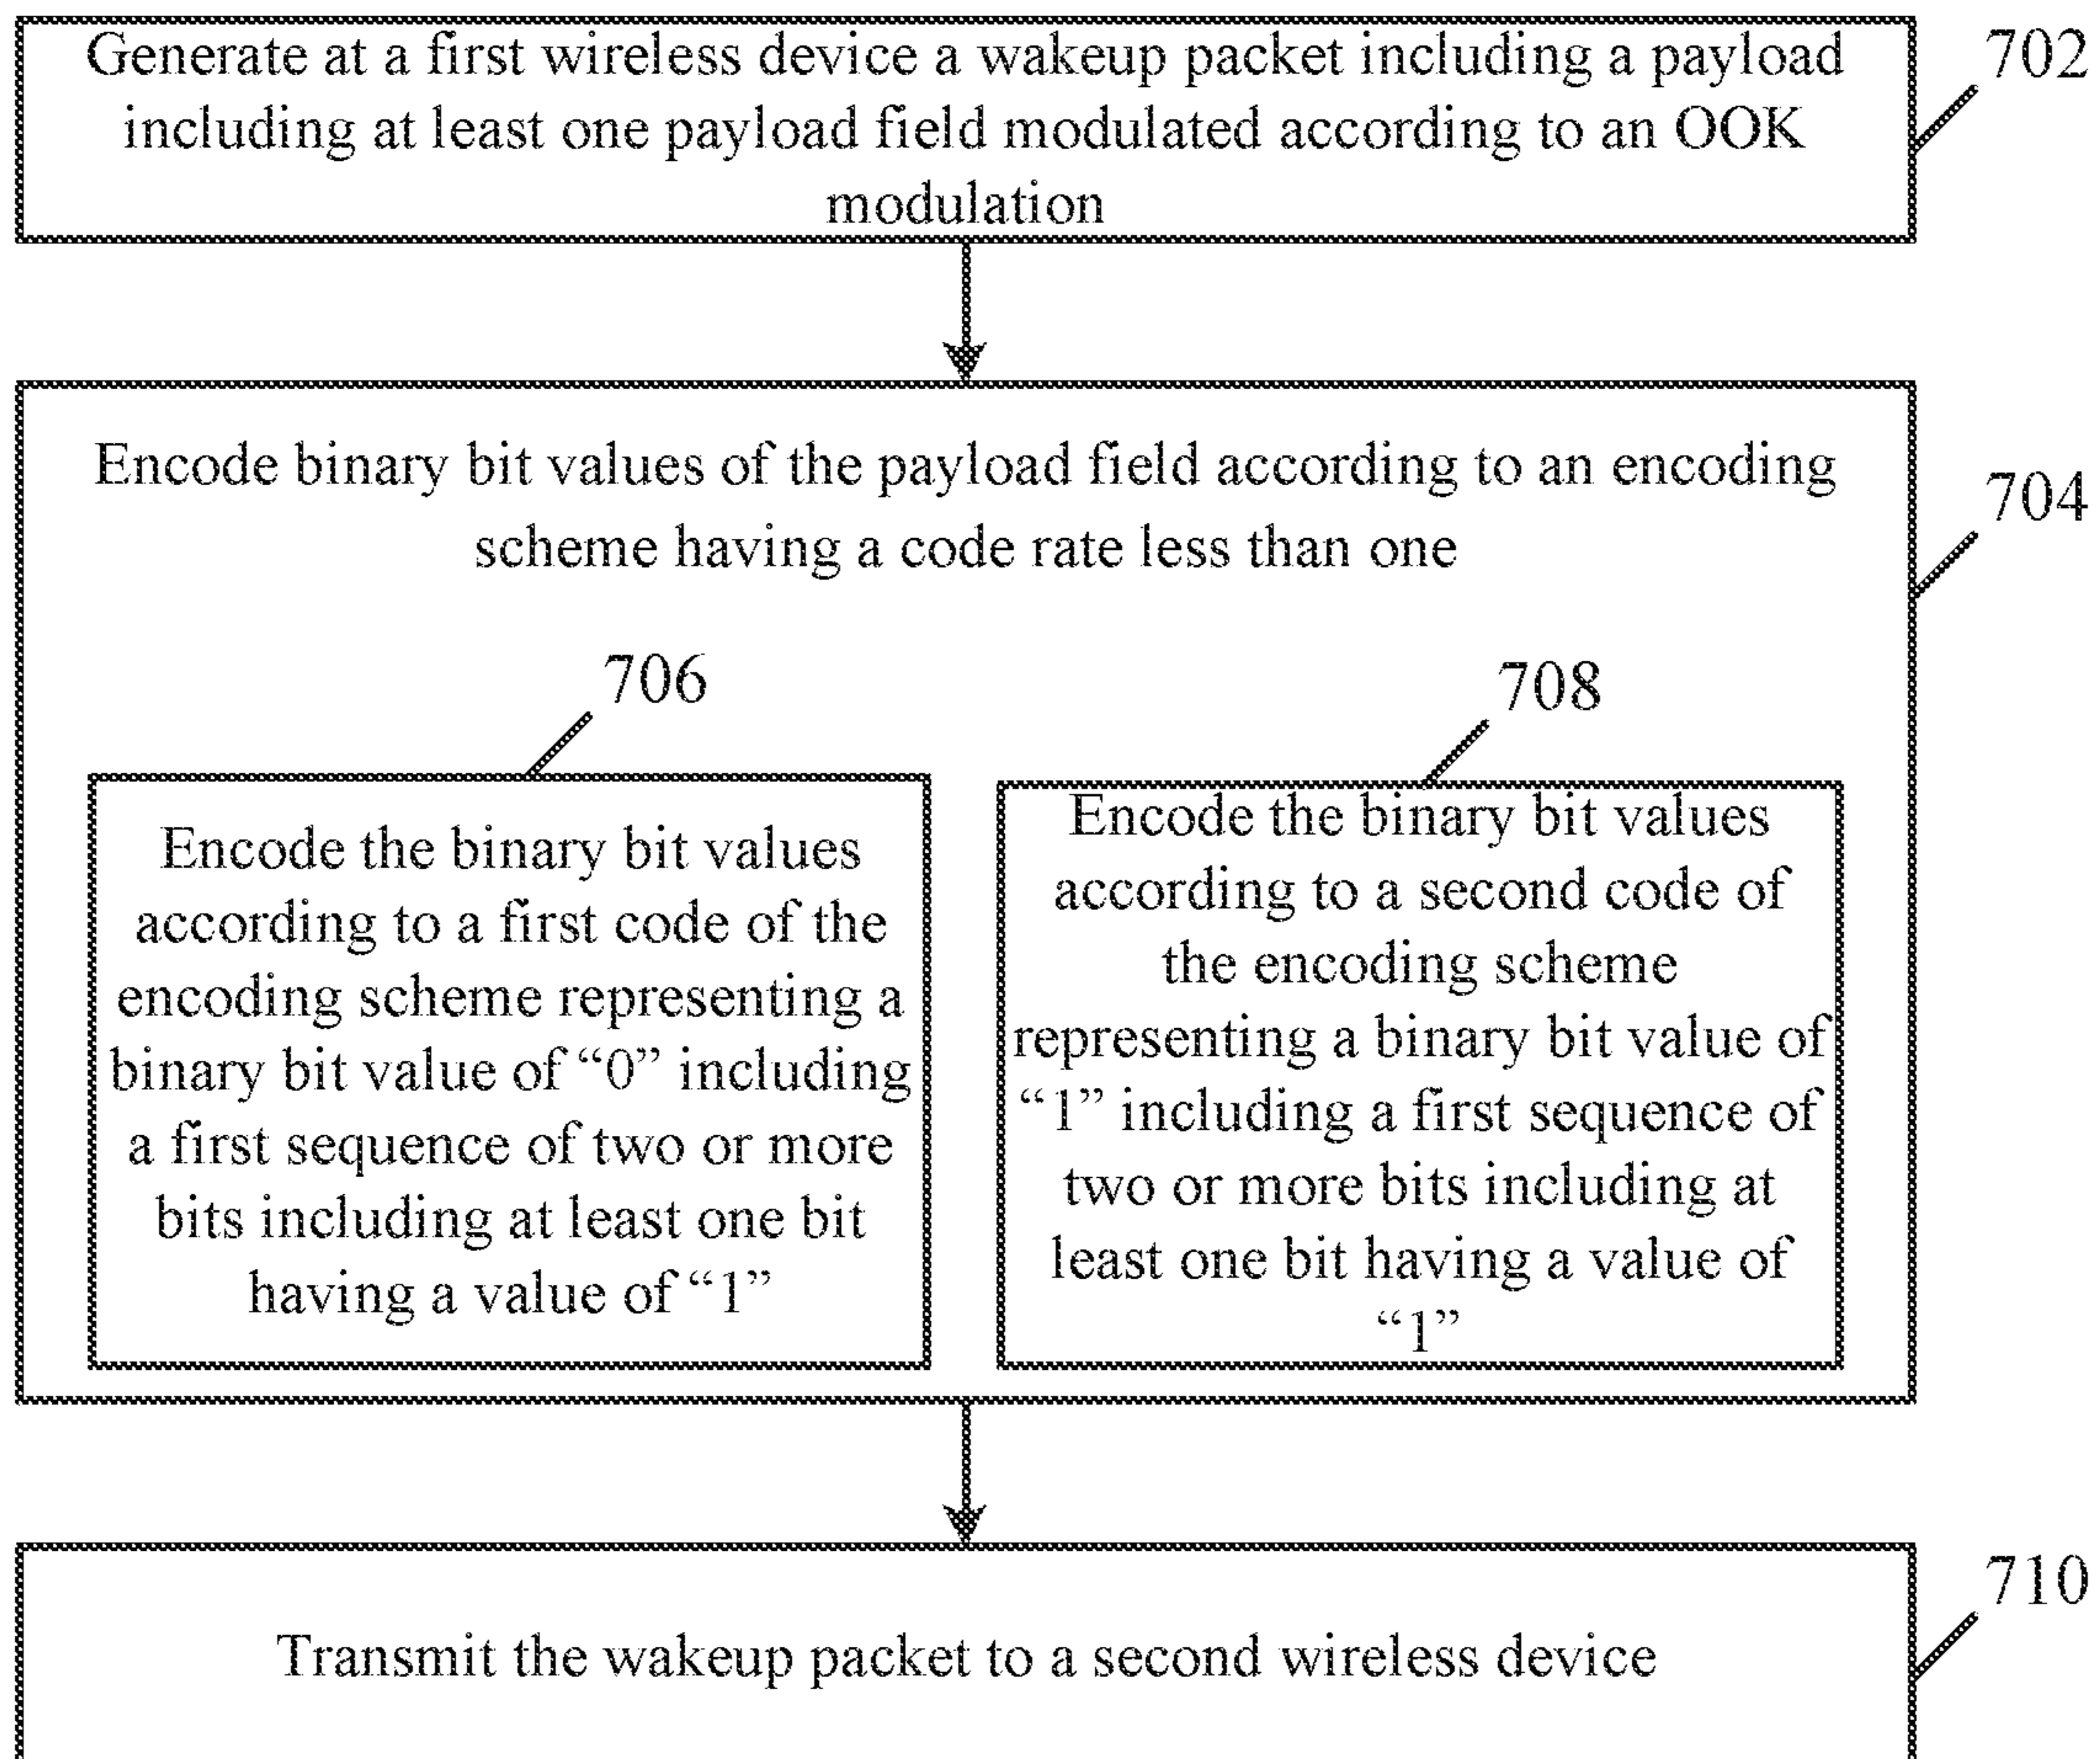 Generate at a first wireless device a wakeup packet including a payload
including at least one payload field modulated according to an OOK
modulation
702
Encode binary bit values of the payload field according to an encoding
scheme having a code rate less than one
704
706
Encode the binary bit values
according to a first code of the
encoding scheme representing a
binary bit value of “0” including
a first sequence of two or more
bits including at least one bit
having a value of “1”
708
Encode the binary bit values
according to a second code of
the encoding scheme
representing a binary bit value of
“1” including a first sequence of
two or more bits including at
least one bit having a value of
“1”
Transmit the wakeup packet to a second wireless device
710